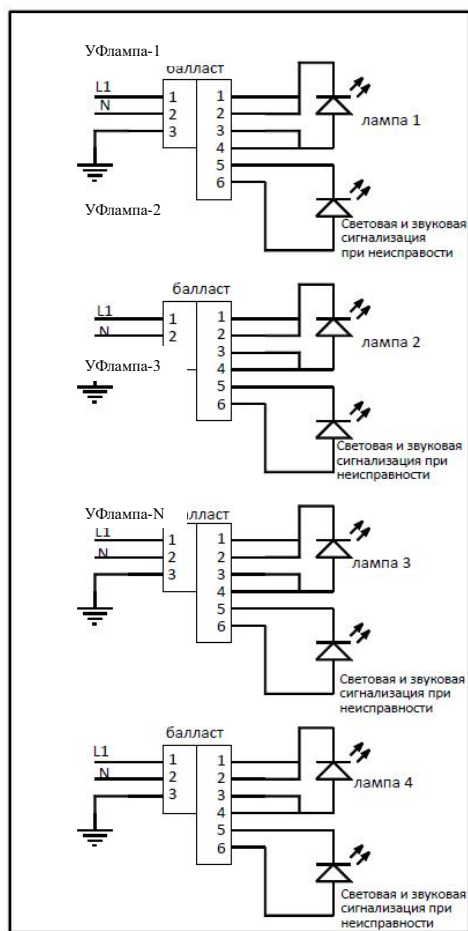 УФлампа-1
балласт
L1
N
1
2
3
1
2
3
4
5
6
лампа 1
УФлампа-2
Световая и звуковая
сигнализация
при неисправости
балласт
L1
N
1
2
1
2
3
4
5
6
лампа 2
УФлампа-3
Световая и звуковая
сигнализация при
неисправности
УФлампа-N
алласт
L1
N
1
2
3
1
2
3
4
5
6
лампа 3
Световая и звуковая
сигнализация при
неисправности
балласт
L1
N
1
2
3
1
2
3
4
5
6
лампа 4
Световая и звуковая
сигнализация при
неисправности